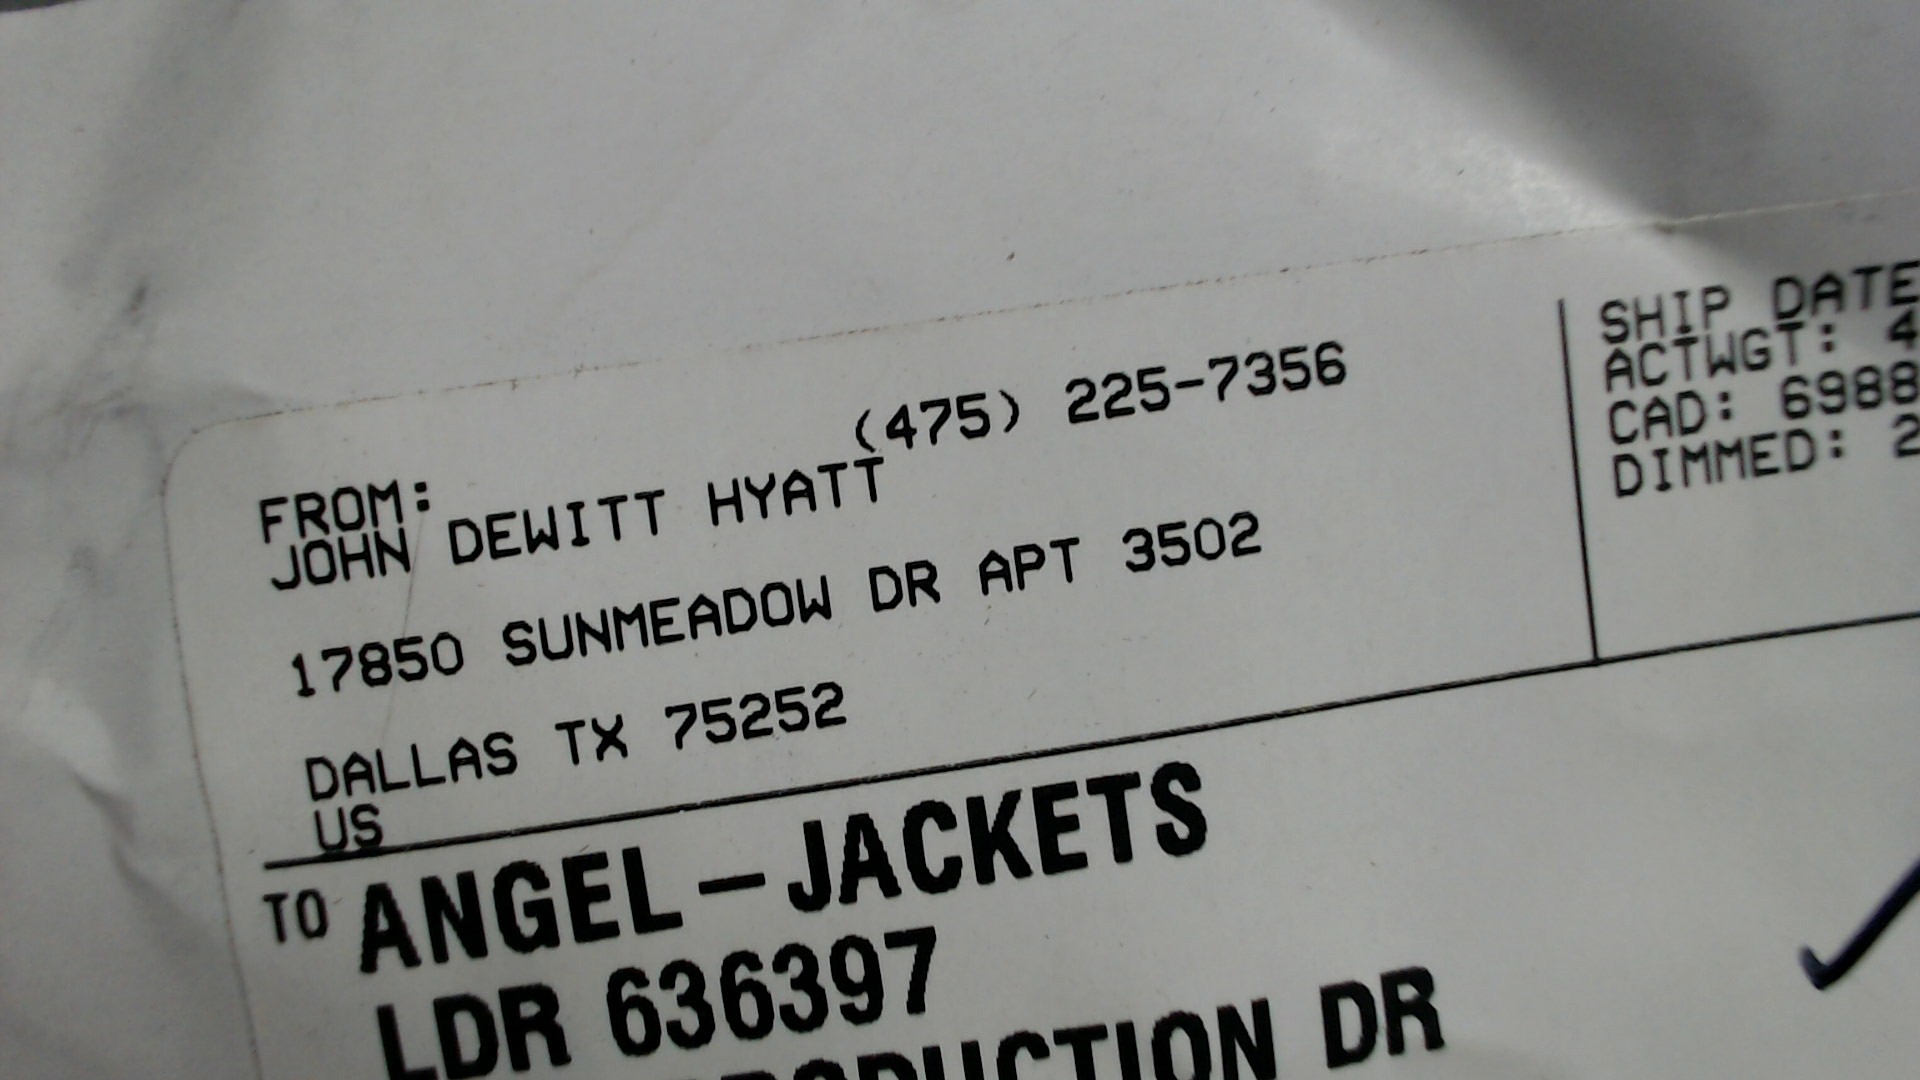 (475) 225-7356
FROM:
JOHN DEWITT HYATT
17850 SUNMEADOW DR APT 3502
DALLAS TX 75252
US
SHIP DATE
ACTWGT: 4
CAD: 6988
DIMMED: 2
TO ANGEL-JACKETS
LDR 636397
DR